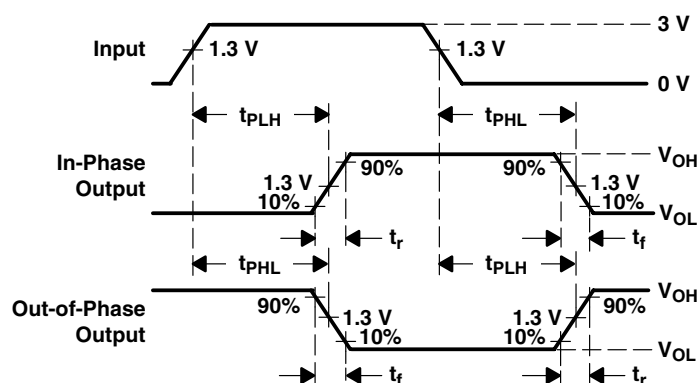 3 V
Input
1.3 V
1.3 V
0 V
tPLH
tPHL
In-Phase
Output
VOH
90%
90%
1.3 V
1.3 V
10%
10%
VOL
tr
tf
tPHL
tPLH
Out-of-Phase
Output
VOH
90%
90%
1.3 V
1.3 V
10%
10%
VOL
tf
tr